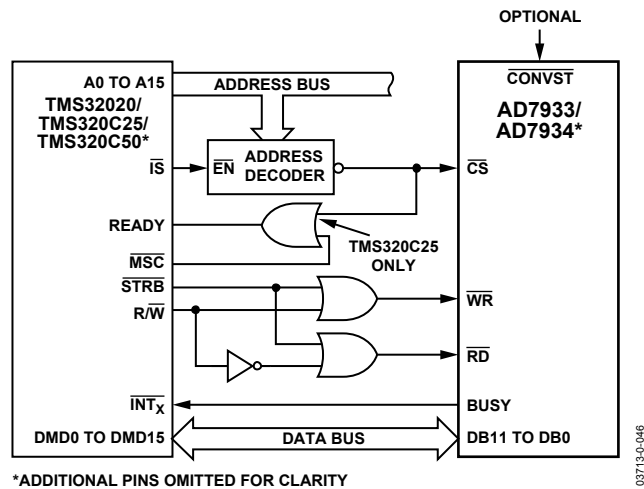 OPTIONAL
A0 TO A15
ADDRESS BUS
CONVST
TMS32020/
TMS320C25/
TMS320C50*
AD7933/
AD7934*
IS
EN
ADDRESS
DECODER
CS
READY
TMS320C25
ONLY
MSC
STRB
R/W
WR
RD
INTX
BUSY
DMD0 TO DMD15
DATA BUS
DB11 TO DB0
*ADDITIONAL PINS OMITTED FOR CLARITY
03713-0-046